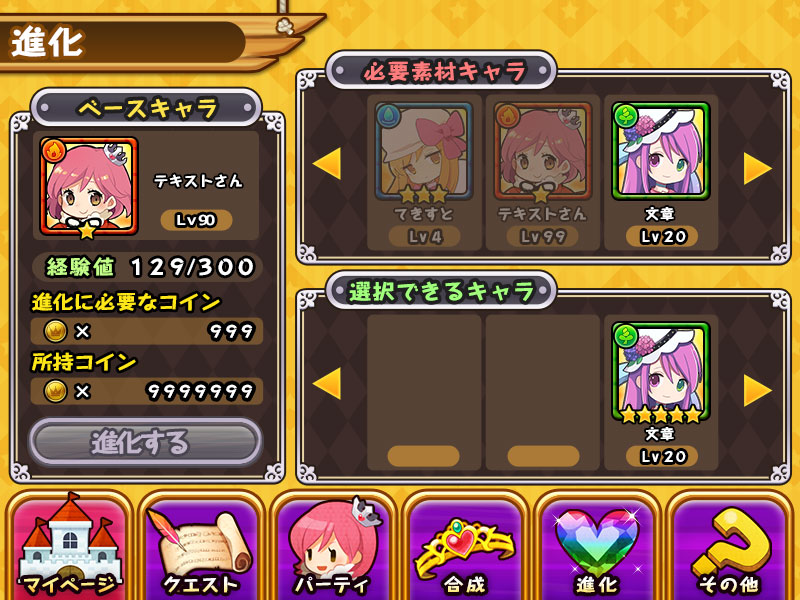 進化
ベースキャラ
テキストさん
Lv90
経験値 129/300
進化に必要なコイン
× 999
所持コイン
× 9999999
進化する
必要素材キャラ
てきすと
Lv4
テキストさん
Lv99
文章
Lv20
選択できるキャラ
文章
Lv20
マイページ
クエスト
パーティ
合成
進化
その他